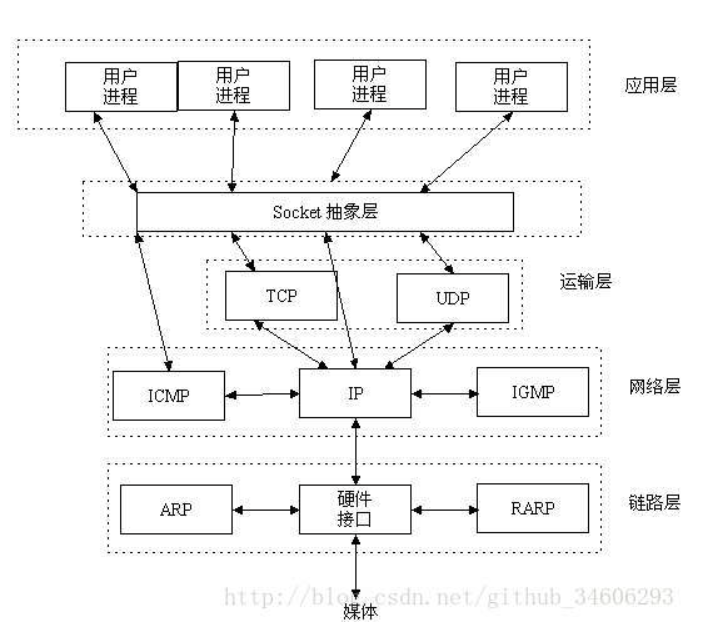 用户
进程
用户
进程
用户
进程
用户
进程
应用层
Socket 抽象层
运输层
TCP
UDP
网络层
ICMP
IP
IGMP
链路层
ARP
硬件
接口
RARP
http://blog.csdn.net/github_34606293
媒体